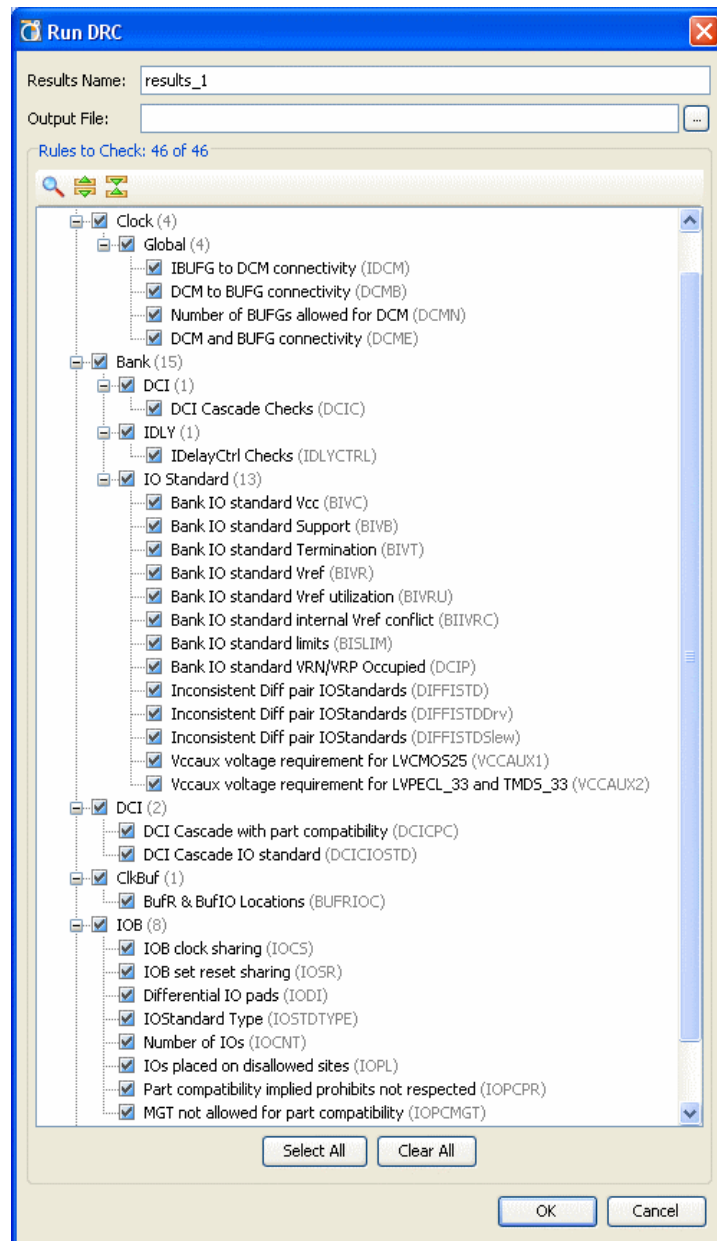 Run DRC
Results Name: results_1
Output File: ...
Rules to Check: 46 of 46
Clock (4)
Global (4)
IBUFG to DCM connectivity (IDCM)
DCM to BUFG connectivity (DCMB)
Number of BUFGs allowed for DCM (DCMN)
DCM and BUFG connectivity (DCME)
Bank (15)
DCI (1)
DCI Cascade Checks (DCIC)
IDLY (1)
IDelayCtrl Checks (IDLYCTRL)
IO Standard (13)
Bank IO standard Vcc (BIVC)
Bank IO standard Support (BIVB)
Bank IO standard Termination (BIVT)
Bank IO standard Vref (BIVR)
Bank IO standard Vref utilization (BIVRU)
Bank IO standard internal Vref conflict (BIIVRC)
Bank IO standard limits (BISLIM)
Bank IO standard VRN/VRP Occupied (DCIP)
Inconsistent Diff pair IOStandards (DIFFISTD)
Inconsistent Diff pair IOStandards (DIFFISTDDrv)
Inconsistent Diff pair IOStandards (DIFFISTDSlew)
Vccaux voltage requirement for LVCMOS25 (VCCAUX1)
Vccaux voltage requirement for LVPECL_33 and TMDS_33 (VCCAUX2)
DCI (2)
DCI Cascade with part compatibility (DCICPC)
DCI Cascade IO standard (DCICIOSTD)
ClkBuf (1)
BufR & BufIO Locations (BUFRIOC)
IOB (8)
IOB clock sharing (IOCS)
IOB set reset sharing (IOSR)
Differential IO pads (IODI)
IOStandard Type (IOSTDTYPE)
Number of IOs (IOCNT)
IOs placed on disallowed sites (IOPL)
Part compatibility implied prohibits not respected (IOPCPR)
MGT not allowed for part compatibility (IOPCMGT)
Select All Clear All
OK Cancel